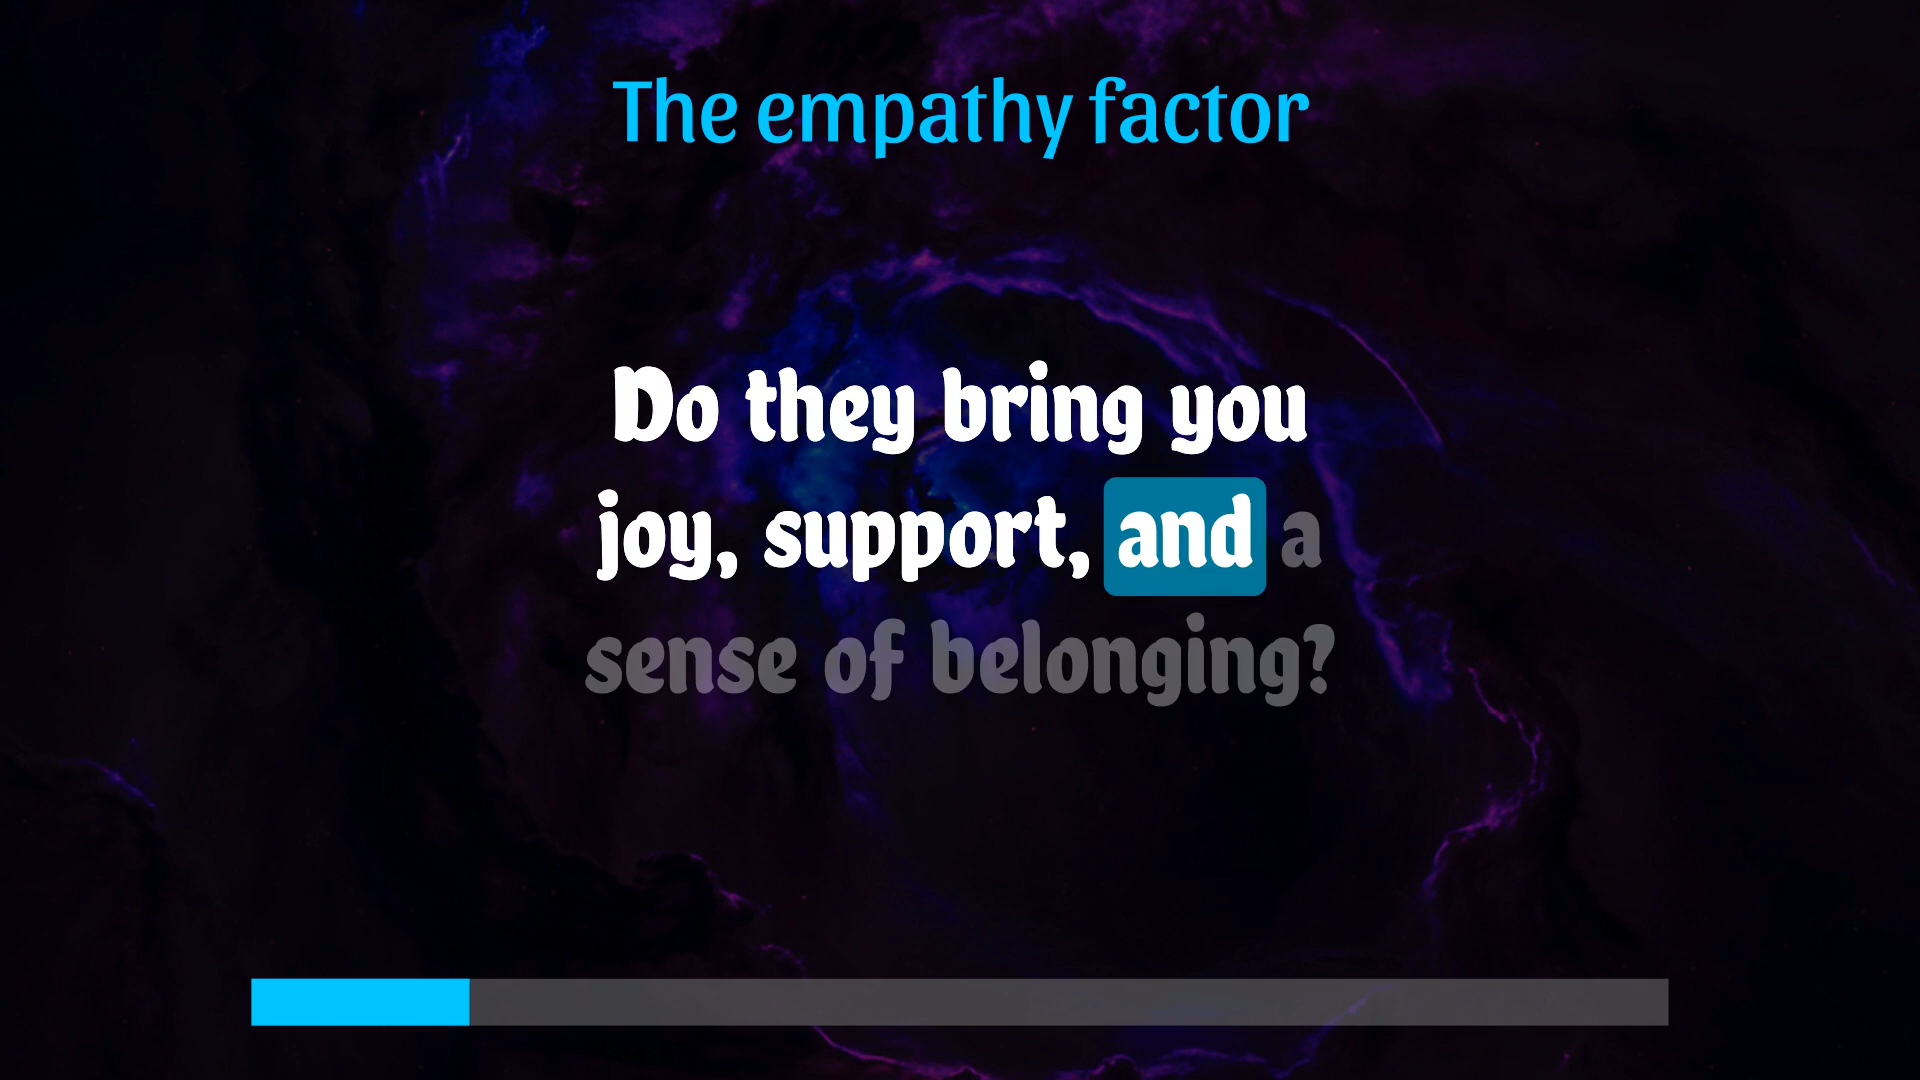 The empathy factor
Do they bring you
joy, support, and a
sense of belonging?